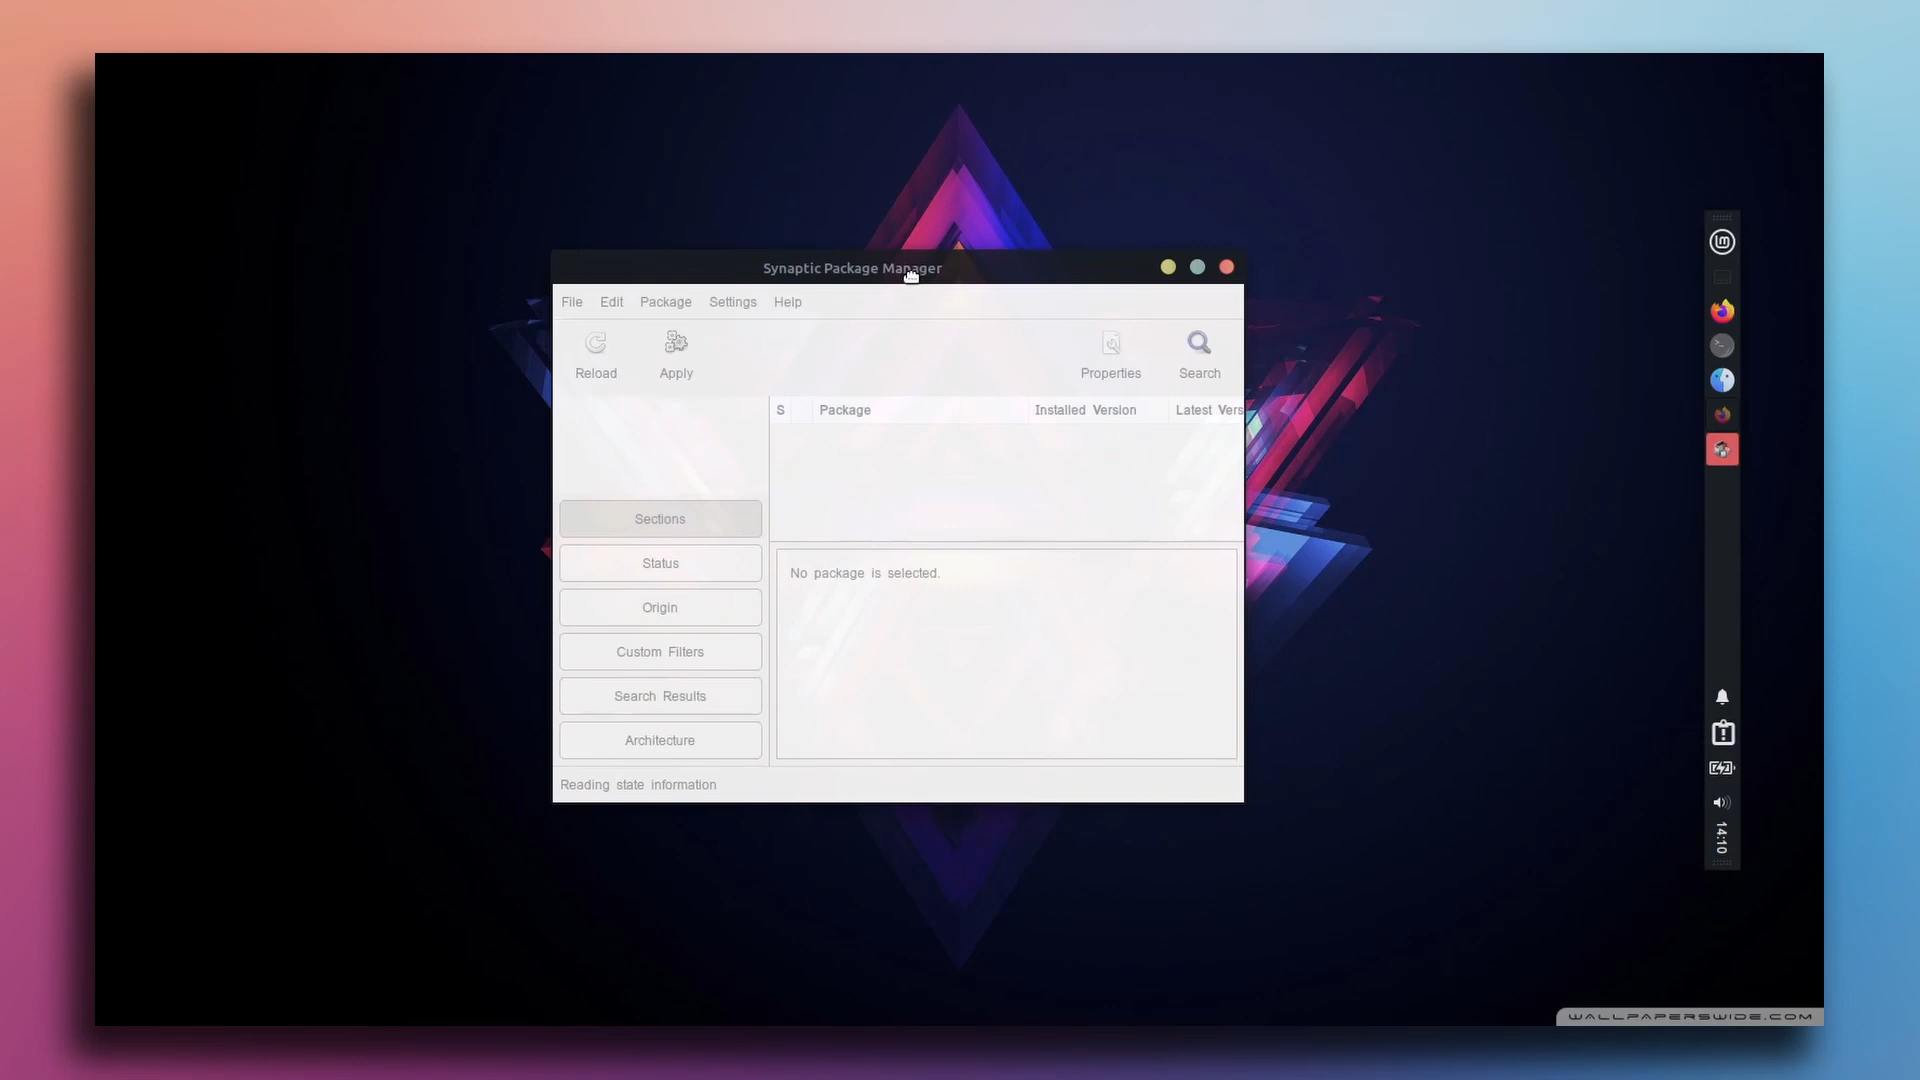 Synaptic Package Manager
File Edit Package Settings Help
Reload Apply Properties Search
S Package Installed Version Latest Vers
Sections
Status
Origin
Custom Filters
Search Results
Architecture
No package is selected.
Reading state information
14:10
WALLPAPERSWIDE.COM